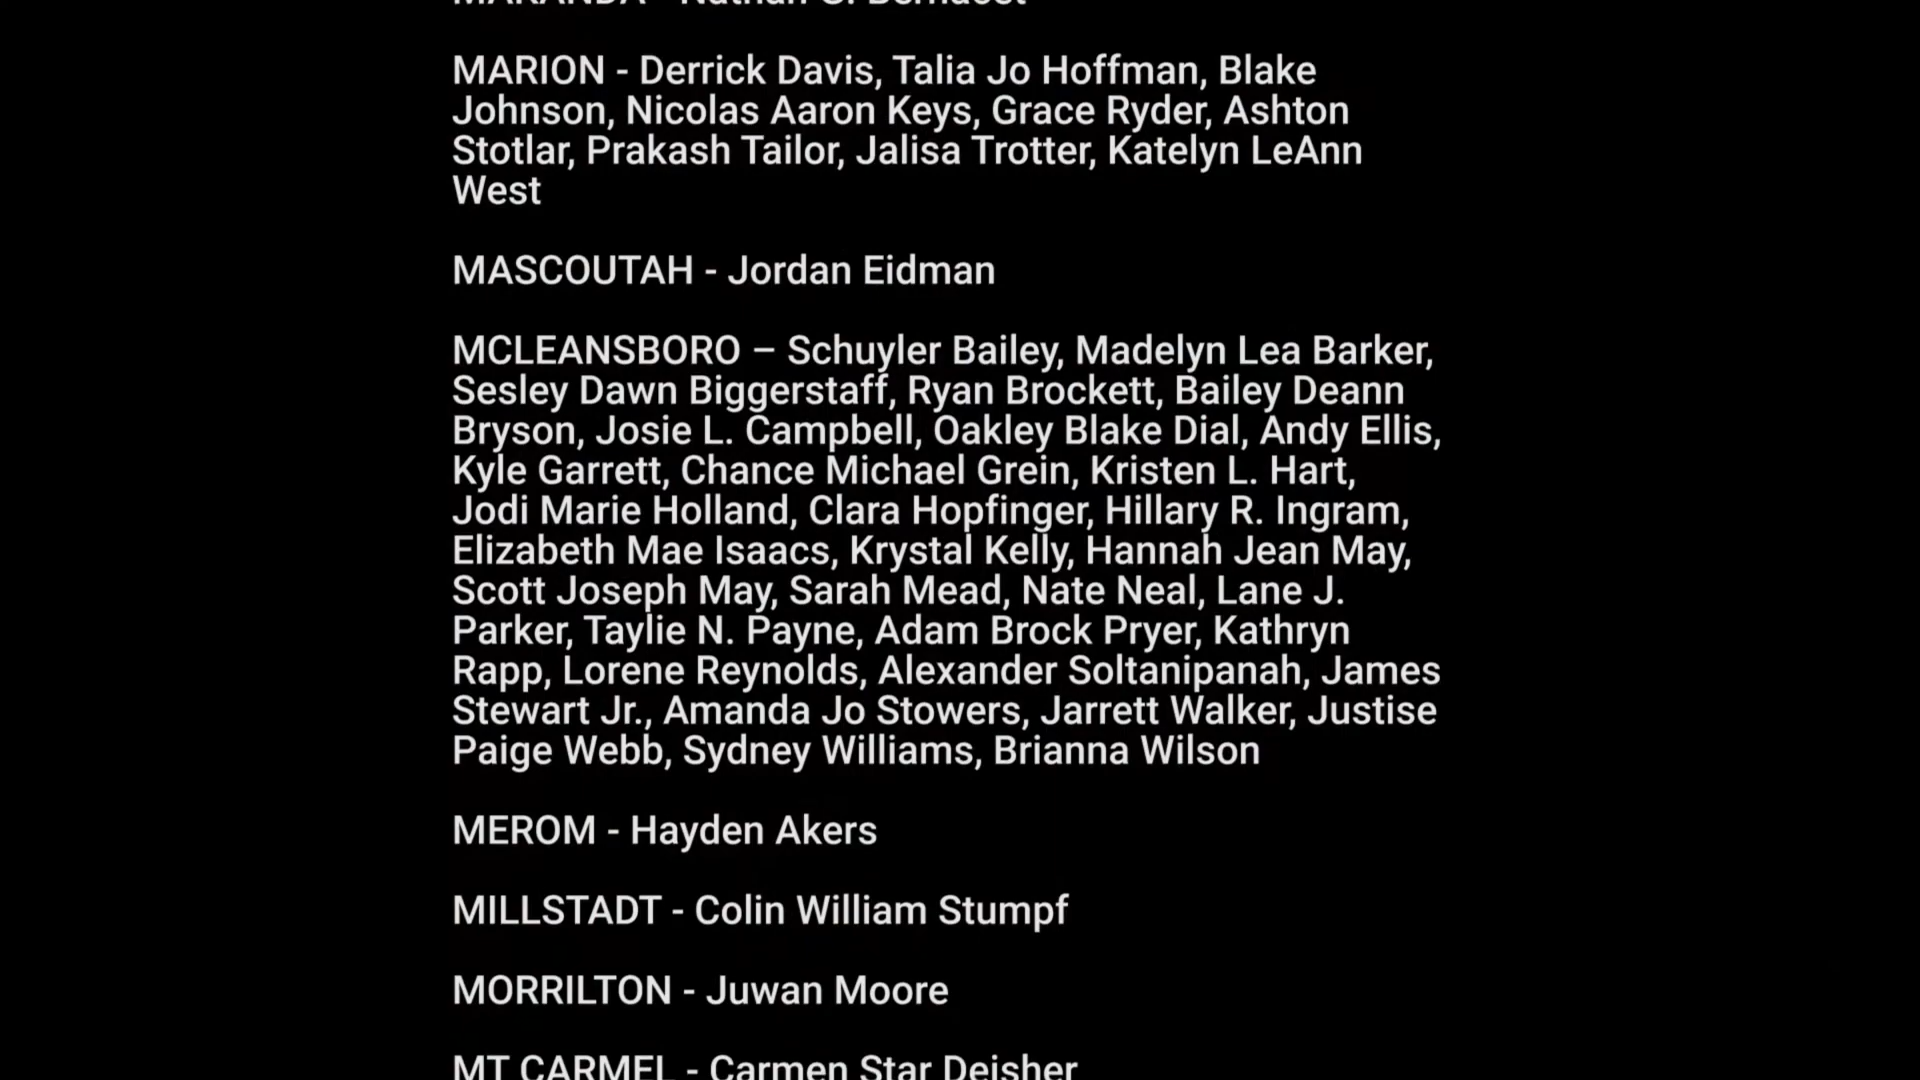 MARANDA - Nathan C. Bernadet
MARION - Derrick Davis, Talia Jo Hoffman, Blake
Johnson, Nicolas Aaron Keys, Grace Ryder, Ashton
Stotlar, Prakash Tailor, Jalisa Trotter, Katelyn LeAnn
West
MASCOUTAH - Jordan Eidman
MCLEANSBORO – Schuyler Bailey, Madelyn Lea Barker,
Sesley Dawn Biggerstaff, Ryan Brockett, Bailey Deann
Bryson, Josie L. Campbell, Oakley Blake Dial, Andy Ellis,
Kyle Garrett, Chance Michael Grein, Kristen L. Hart,
Jodi Marie Holland, Clara Hopfinger, Hillary R. Ingram,
Elizabeth Mae Isaacs, Krystal Kelly, Hannah Jean May,
Scott Joseph May, Sarah Mead, Nate Neal, Lane J.
Parker, Taylie N. Payne, Adam Brock Pryer, Kathryn
Rapp, Lorene Reynolds, Alexander Soltanipanah, James
Stewart Jr., Amanda Jo Stowers, Jarrett Walker, Justise
Paige Webb, Sydney Williams, Brianna Wilson
MEROM - Hayden Akers
MILLSTADT - Colin William Stumpf
MORRILTON - Juwan Moore
MT CARMEL - Carmen Star Deisher